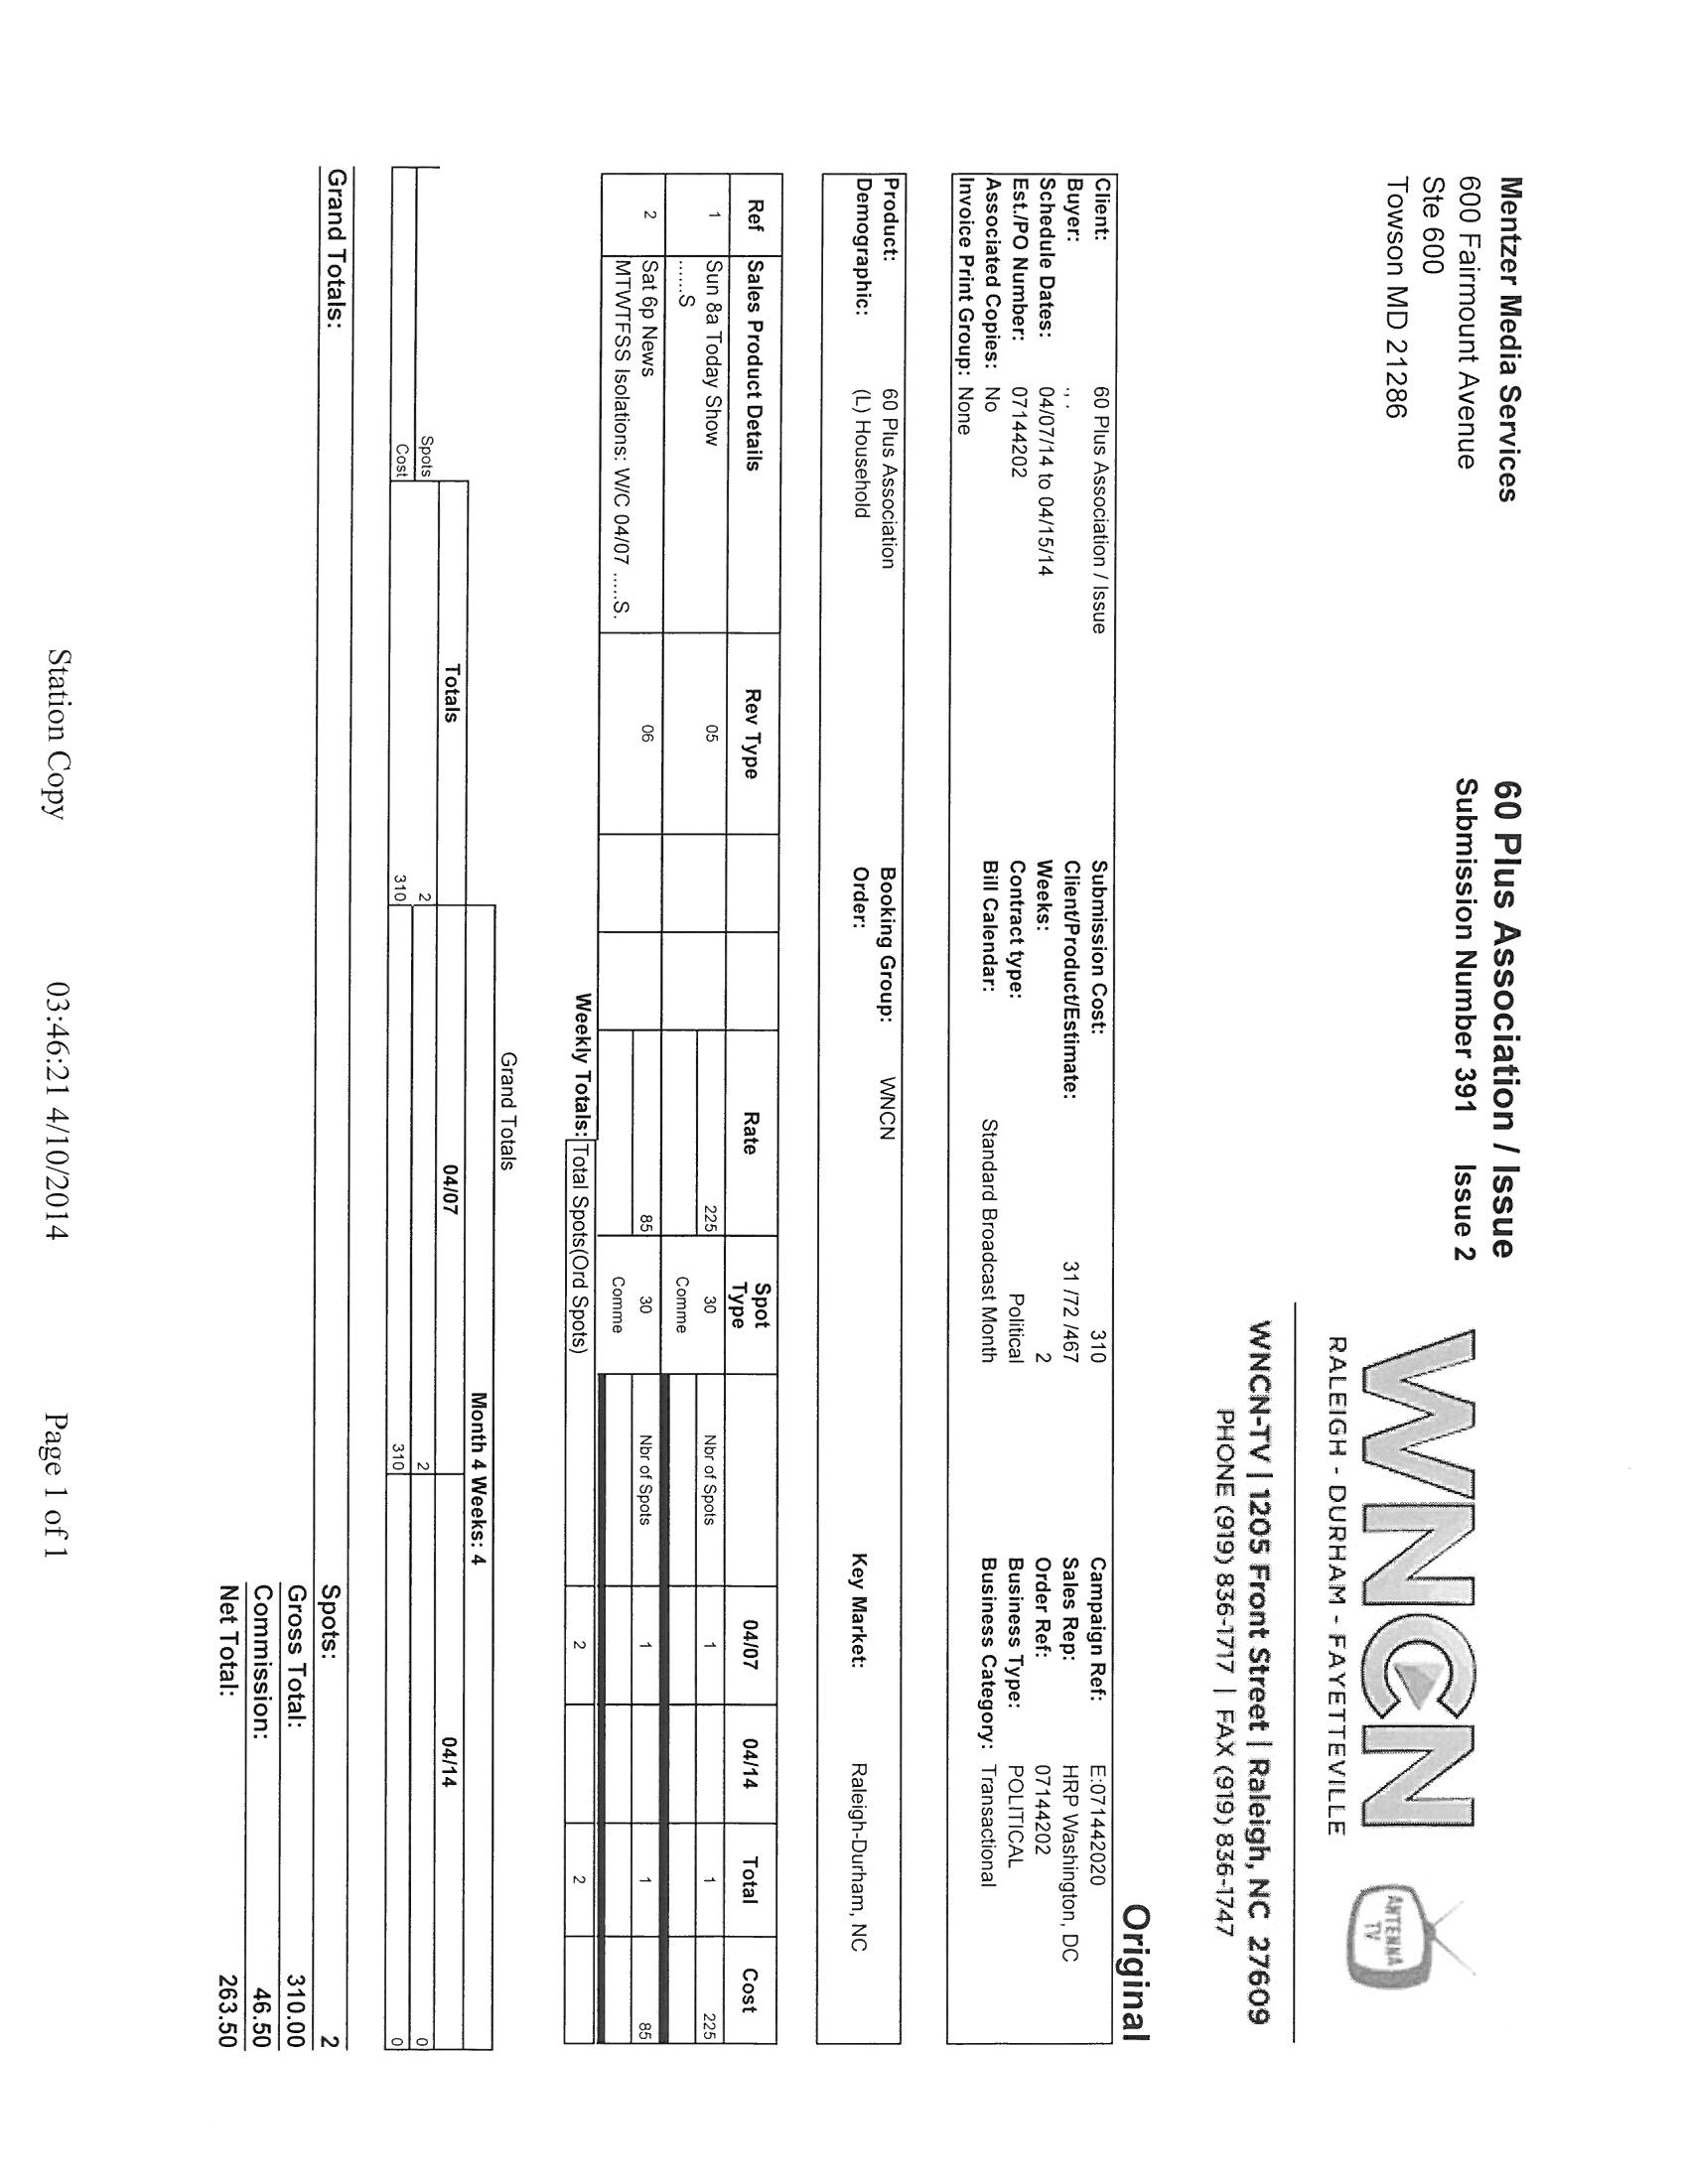 Mentzer Media Services
600 Fairmount Avenue
Ste 600
Towson MD 21286
60 Plus Association / Issue
Submission Number 391 Issue 2
WNCN
RALEIGH - DURHAM - FAYETTEVILLE
ANTENNA
TV
WNCN-TV | 1205 Front Street | Raleigh, NC 27609
PHONE (919) 836-1717 | FAX (919) 836-1747
Original
Client: 60 Plus Association / Issue Submission Cost: 310 Campaign Ref: E:071442020
Buyer: , . Client/Product/Estimate: 31 /72 /467 Sales Rep: HRP Washington, DC
Schedule Dates: 04/07/14 to 04/15/14 Weeks: 2 Order Ref: 07144202
Est./PO Number: 07144202 Contract type: Political Business Type: POLITICAL
Associated Copies: No Bill Calendar: Standard Broadcast Month Business Category: Transactional
Invoice Print Group: None
Product: 60 Plus Association Booking Group: WNCN
Demographic: (L) Household Order: Key Market: Raleigh-Durham, NC
Ref Sales Product Details Rev Type Rate Spot Type 04/07 04/14 Total Cost
1 Sun 8a Today Show 05 225 30 Nbr of Spots 1 1 225
......S Comme
2 Sat 6p News 06 85 30 Nbr of Spots 1 1 85
MTWTFSS Isolations: W/C 04/07 .....S. Comme
Weekly Totals: Total Spots(Ord Spots) 2 2
Grand Totals
Month 4 Weeks: 4
Totals 04/07 04/14
Spots 2 2 0
Cost 310 310 0
Grand Totals: Spots: 2
Gross Total: 310.00
Commission: 46.50
Net Total: 263.50
Station Copy 03:46:21 4/10/2014 Page 1 of 1